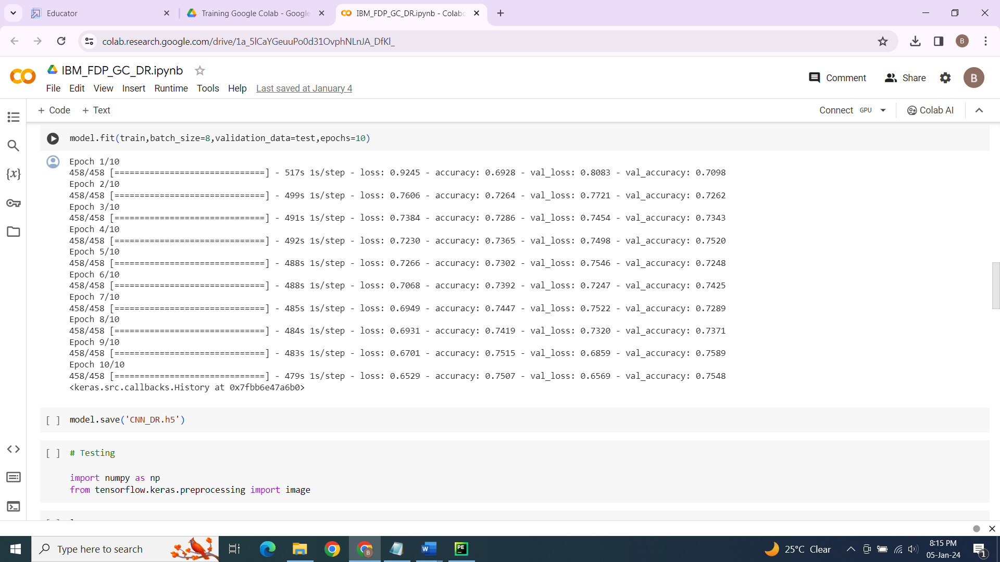 Educator
Training Google Colab - Google
IBM_FDP_GC_DR.ipynb - Colabo
colab.research.google.com/drive/1a_5lCaYGeuuPo0d31OvphNLnJA_DfKl_
B
CO
IBM_FDP_GC_DR.ipynb
Comment
Share
B
File Edit View Insert Runtime Tools Help Last saved at January 4
+ Code + Text
Connect GPU
Colab AI
model.fit(train,batch_size=8,validation_data=test,epochs=10)
Epoch 1/10
458/458 [==============================] - 517s 1s/step - loss: 0.9245 - accuracy: 0.6928 - val_loss: 0.8083 - val_accuracy: 0.7098
Epoch 2/10
458/458 [==============================] - 499s 1s/step - loss: 0.7606 - accuracy: 0.7264 - val_loss: 0.7721 - val_accuracy: 0.7262
Epoch 3/10
458/458 [==============================] - 491s 1s/step - loss: 0.7384 - accuracy: 0.7286 - val_loss: 0.7454 - val_accuracy: 0.7343
Epoch 4/10
458/458 [==============================] - 492s 1s/step - loss: 0.7230 - accuracy: 0.7365 - val_loss: 0.7498 - val_accuracy: 0.7520
Epoch 5/10
458/458 [==============================] - 488s 1s/step - loss: 0.7266 - accuracy: 0.7302 - val_loss: 0.7546 - val_accuracy: 0.7248
Epoch 6/10
458/458 [==============================] - 488s 1s/step - loss: 0.7068 - accuracy: 0.7392 - val_loss: 0.7247 - val_accuracy: 0.7425
Epoch 7/10
458/458 [==============================] - 485s 1s/step - loss: 0.6949 - accuracy: 0.7447 - val_loss: 0.7522 - val_accuracy: 0.7289
Epoch 8/10
458/458 [==============================] - 484s 1s/step - loss: 0.6931 - accuracy: 0.7419 - val_loss: 0.7320 - val_accuracy: 0.7371
Epoch 9/10
458/458 [==============================] - 483s 1s/step - loss: 0.6701 - accuracy: 0.7515 - val_loss: 0.6859 - val_accuracy: 0.7589
Epoch 10/10
458/458 [==============================] - 479s 1s/step - loss: 0.6529 - accuracy: 0.7507 - val_loss: 0.6569 - val_accuracy: 0.7548
<keras.src.callbacks.History at 0x7fbb6e47a6b0>
{x}
[ ] model.save('CNN_DR.h5')
[ ] # Testing
import numpy as np
from tensorflow.keras.preprocessing import image
Type here to search
W
PE
25°C Clear
8:15 PM
05-Jan-24
1